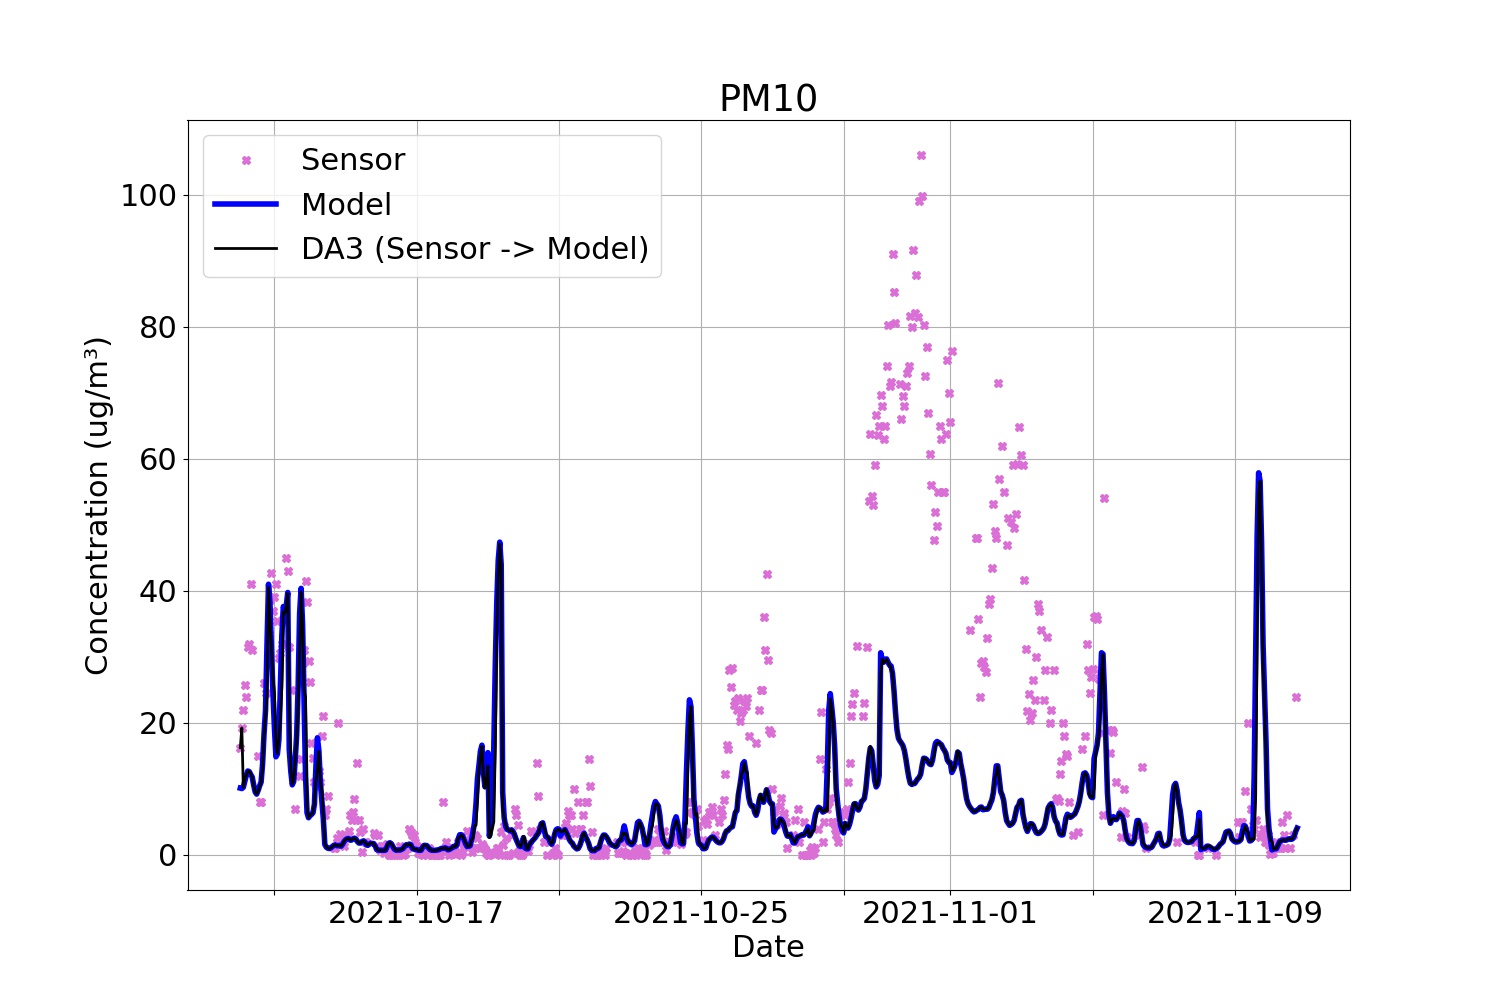 PM10
Sensor
Model
DA3 (Sensor -> Model)
100
80
60
40
20
0
Concentration (ug/m³)
2021-10-17 2021-10-25 2021-11-01 2021-11-09
Date